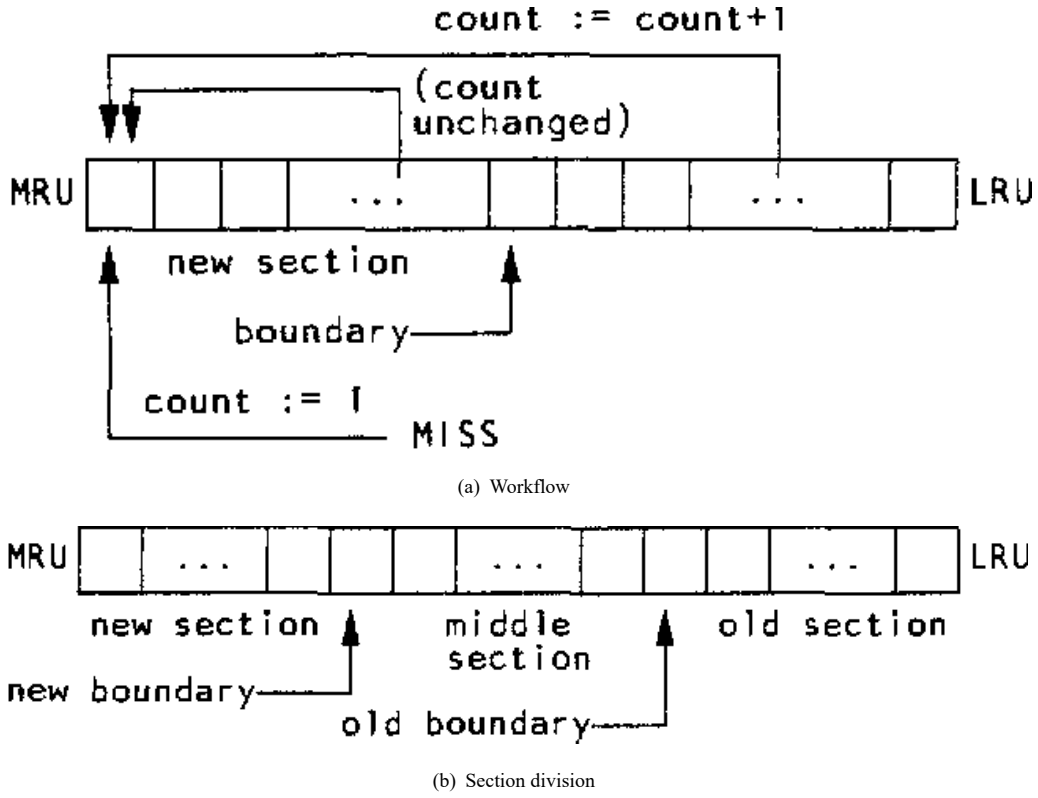 count := count+1
(count
unchanged)
MRU ... ... LRU
new section
boundary
count := 1
MISS
(a) Workflow
MRU ... ... ... LRU
new section middle old section
section
new boundary
old boundary
(b) Section division